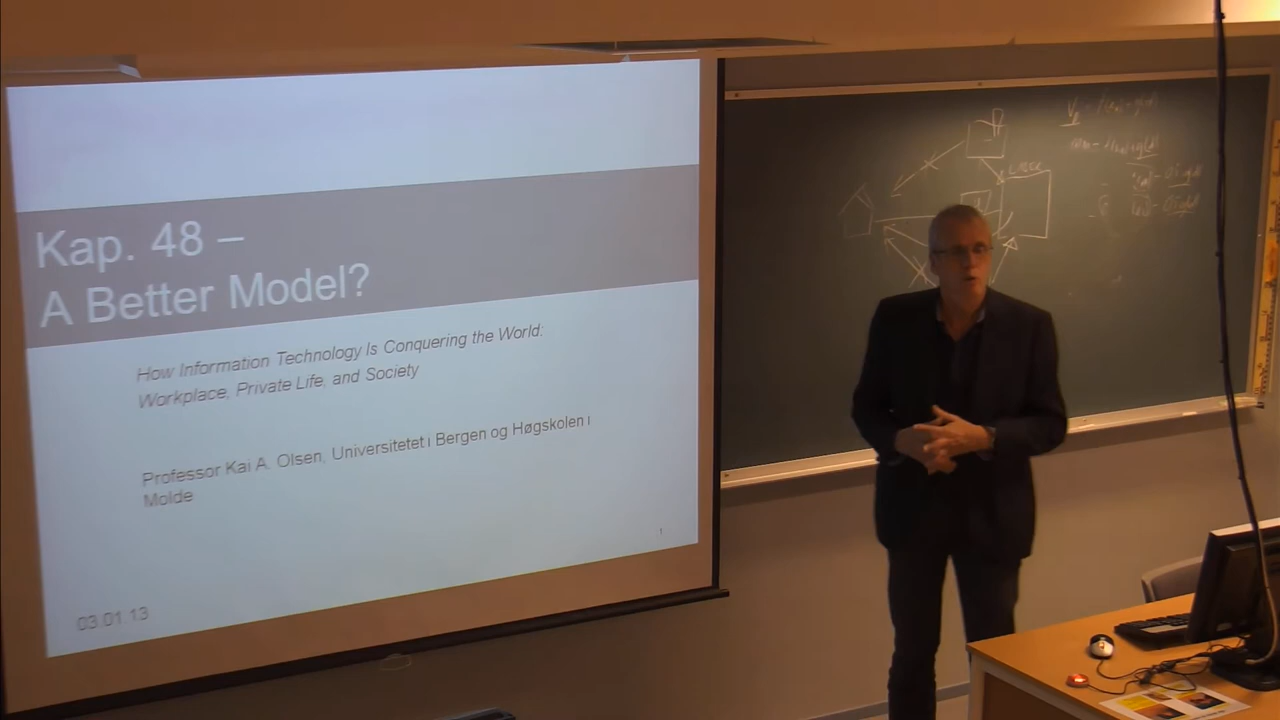 Kap. 48 –
A Better Model?
How Information Technology Is Conquering the World:
Workplace, Private Life, and Society
Professor Kai A. Olsen, Universitetet i Bergen og Høgskolen i
Molde
1
03.01 13